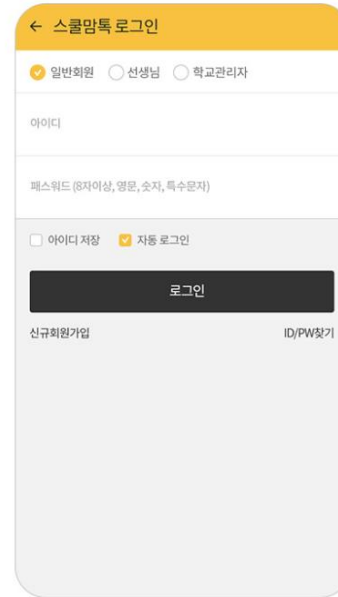 ← 스쿨맘톡 로그인
일반회원 선생님 학교관리자
아이디
패스워드 (8자이상, 영문, 숫자, 특수문자)
아이디 저장 자동 로그인
로그인
신규회원가입 ID/PW찾기